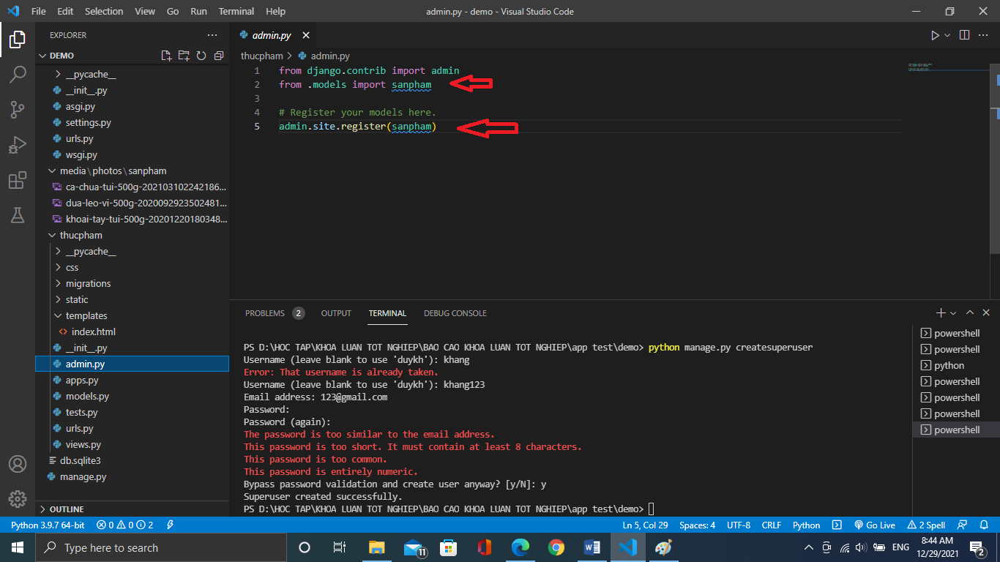 File Edit Selection View Go Run Terminal Help
admin.py - demo - Visual Studio Code
EXPLORER
DEMO
__pycache__
__init__.py
asgi.py
settings.py
urls.py
wsgi.py
media\photos\sanpham
ca-chua-tui-500g-202103102242186...
dua-leo-vi-500g-2020092923502481...
khoai-tay-tui-500g-20201220180348...
thucpham
__pycache__
css
migrations
static
templates
index.html
__init__.py
admin.py
apps.py
models.py
tests.py
urls.py
views.py
db.sqlite3
manage.py
OUTLINE
admin.py
thucpham > admin.py
1 from django.contrib import admin
2 from .models import sanpham
3
4 # Register your models here.
5 admin.site.register(sanpham)
PROBLEMS 2 OUTPUT TERMINAL DEBUG CONSOLE
PS D:\HOC TAP\KHOA LUAN TOT NGHIEP\BAO CAO KHOA LUAN TOT NGHIEP\app test\demo> python manage.py createsuperuser
Username (leave blank to use 'duykh'): khang
Error: That username is already taken.
Username (leave blank to use 'duykh'): khang123
Email address: 123@gmail.com
Password:
Password (again):
The password is too similar to the email address.
This password is too short. It must contain at least 8 characters.
This password is too common.
This password is entirely numeric.
Bypass password validation and create user anyway? [y/N]: y
Superuser created successfully.
PS D:\HOC TAP\KHOA LUAN TOT NGHIEP\BAO CAO KHOA LUAN TOT NGHIEP\app test\demo>
powershell
powershell
python
powershell
powershell
powershell
powershell
Python 3.9.7 64-bit 0 0 2 Ln 5, Col 29 Spaces: 4 UTF-8 CRLF Python Go Live 2 Spell
Type here to search
11
ENG
8:44 AM
12/29/2021
2